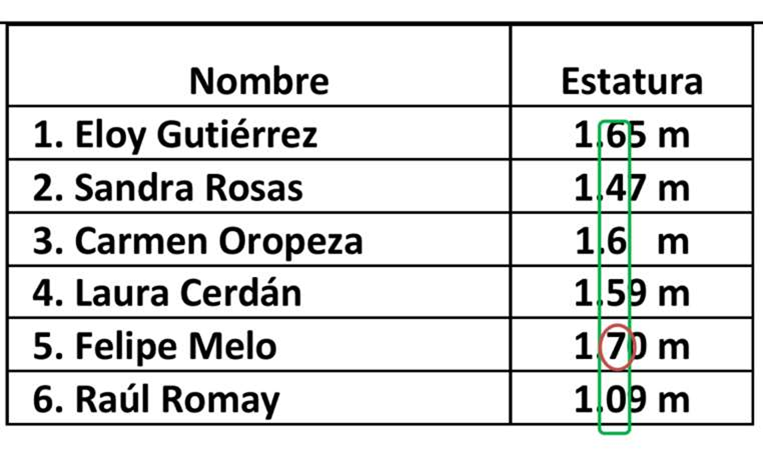 Nombre Estatura
1. Eloy Gutiérrez 1.65 m
2. Sandra Rosas 1.47 m
3. Carmen Oropeza 1.6 m
4. Laura Cerdán 1.59 m
5. Felipe Melo 1.70 m
6. Raúl Romay 1.09 m